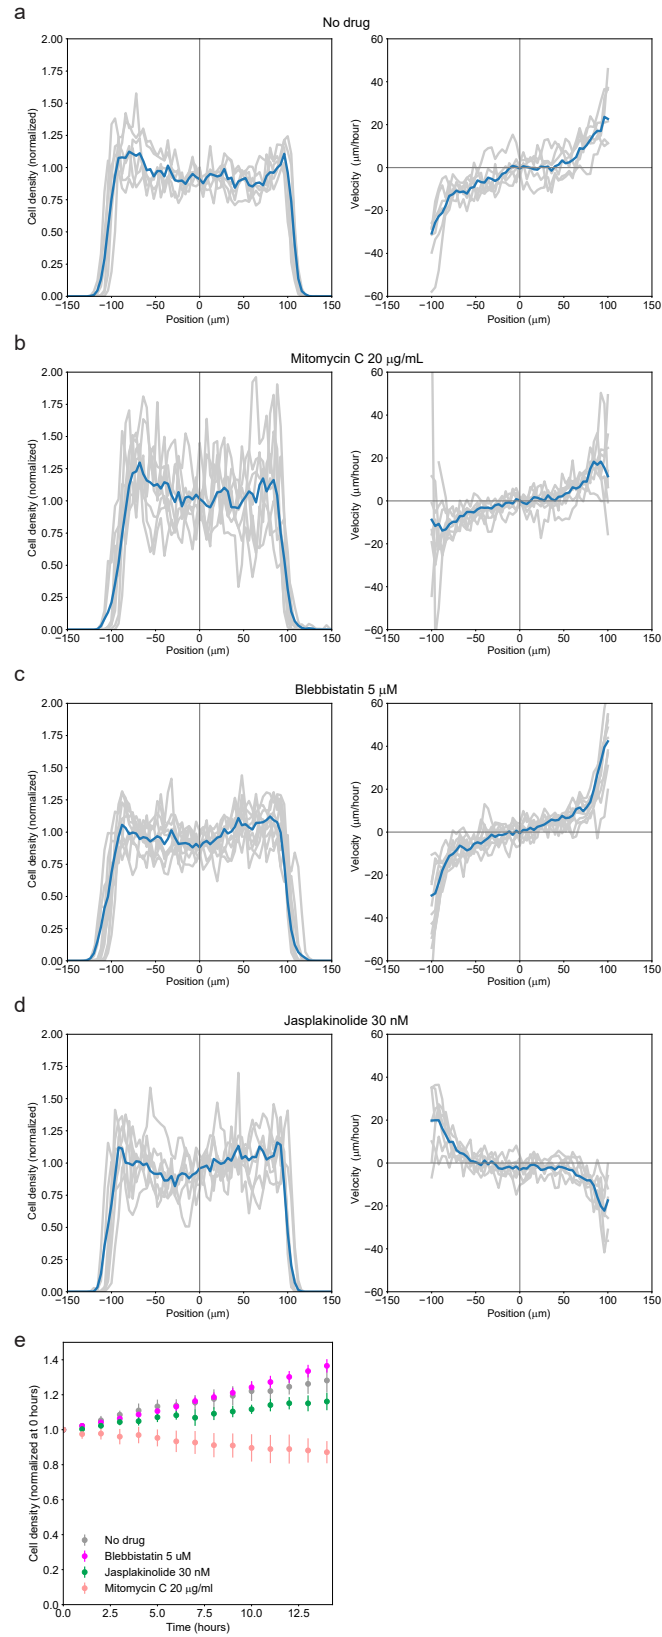 a
No drug
2.00
1.75
1.50
1.25
1.00
0.75
0.50
0.25
0.00
Cell density (normalized)
−150 −100 −50 0 50 100 150
Position (μm)
60
40
20
0
−20
−40
−60
Velocity (μm/hour)
−150 −100 −50 0 50 100 150
Position (μm)
b
Mitomycin C 20 μg/mL
2.00
1.75
1.50
1.25
1.00
0.75
0.50
0.25
0.00
Cell density (normalized)
−150 −100 −50 0 50 100 150
Position (μm)
60
40
20
0
−20
−40
−60
Velocity (μm/hour)
−150 −100 −50 0 50 100 150
Position (μm)
c
Blebbistatin 5 μM
2.00
1.75
1.50
1.25
1.00
0.75
0.50
0.25
0.00
Cell density (normalized)
−150 −100 −50 0 50 100 150
Position (μm)
60
40
20
0
−20
−40
−60
Velocity (μm/hour)
−150 −100 −50 0 50 100 150
Position (μm)
d
Jasplakinolide 30 nM
2.00
1.75
1.50
1.25
1.00
0.75
0.50
0.25
0.00
Cell density (normalized)
−150 −100 −50 0 50 100 150
Position (μm)
60
40
20
0
−20
−40
−60
Velocity (μm/hour)
−150 −100 −50 0 50 100 150
Position (μm)
e
1.4
1.2
1.0
0.8
0.6
0.4
0.2
0.0
Cell density (normalized at 0 hours)
No drug
Blebbistatin 5 uM
Jasplakinolide 30 nM
Mitomycin C 20 μg/ml
0.0 2.5 5.0 7.5 10.0 12.5
Time (hours)